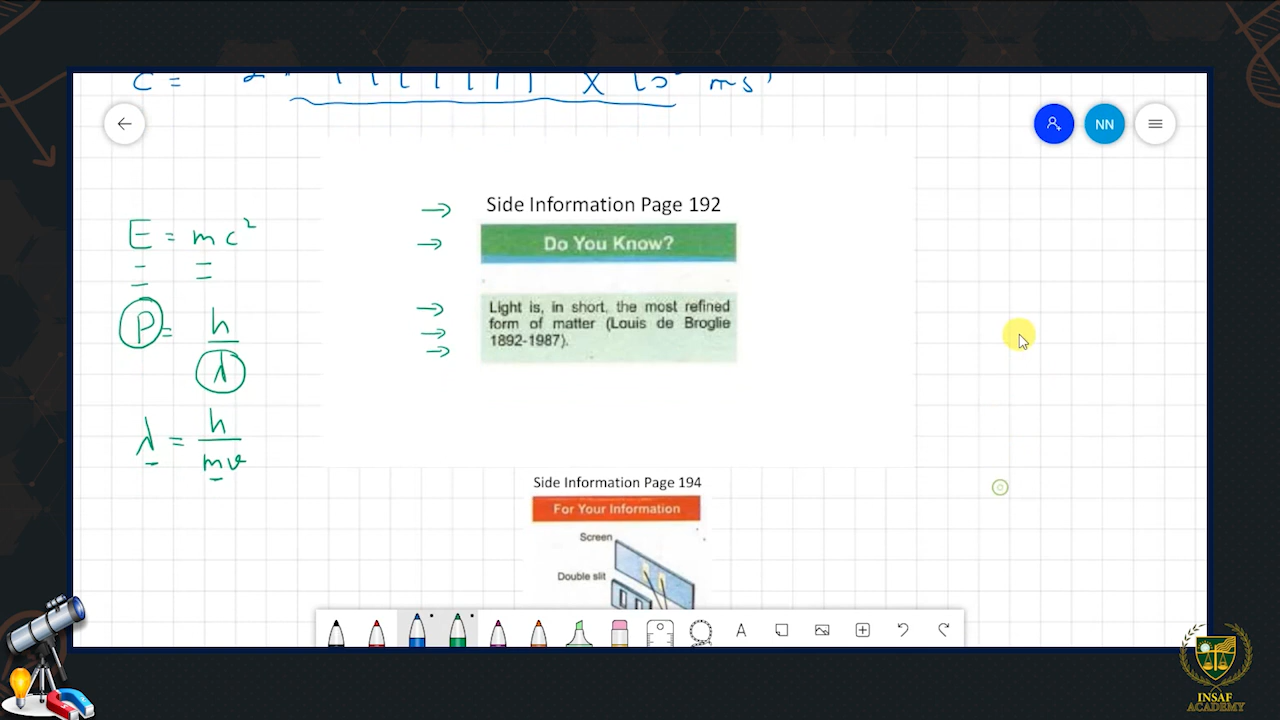 Side Information Page 192
Do You Know?
Light is, in short, the most refined
form of matter (Louis de Broglie
1892-1987).
E = mc²
P = h
λ
λ = h
mv
NN
Side Information Page 194
For Your Information
Screen
Double slit
A
INSAF
ACADEMY